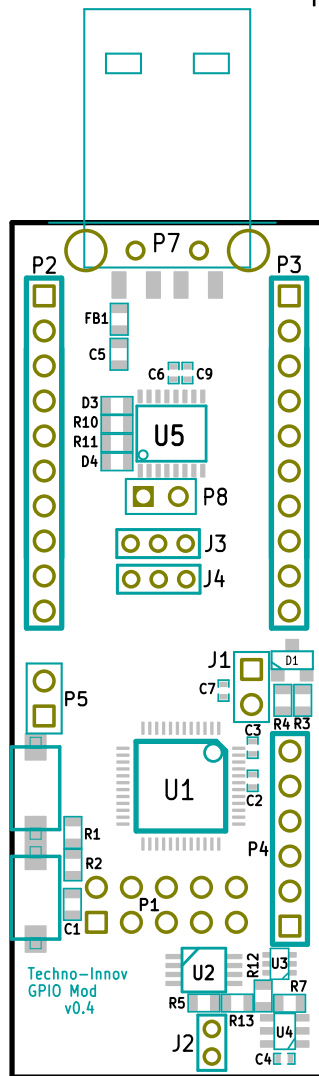 P7
P2
P3
FB1
C5
C6 C9
D3
R10
R11
D4
U5
P8
J3
J4
J1
D1
C7
P5
R4 R3
C3
U1
C2
R1
P4
R2
P1
C1
Techno-Innov
GPIO Mod
v0.4
U2
R12
U3
R7
R5
R13
U4
J2
C4